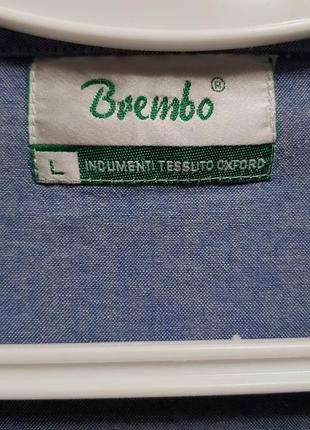 Brembo®
L INDUMENTI TESSUTO OXFORD